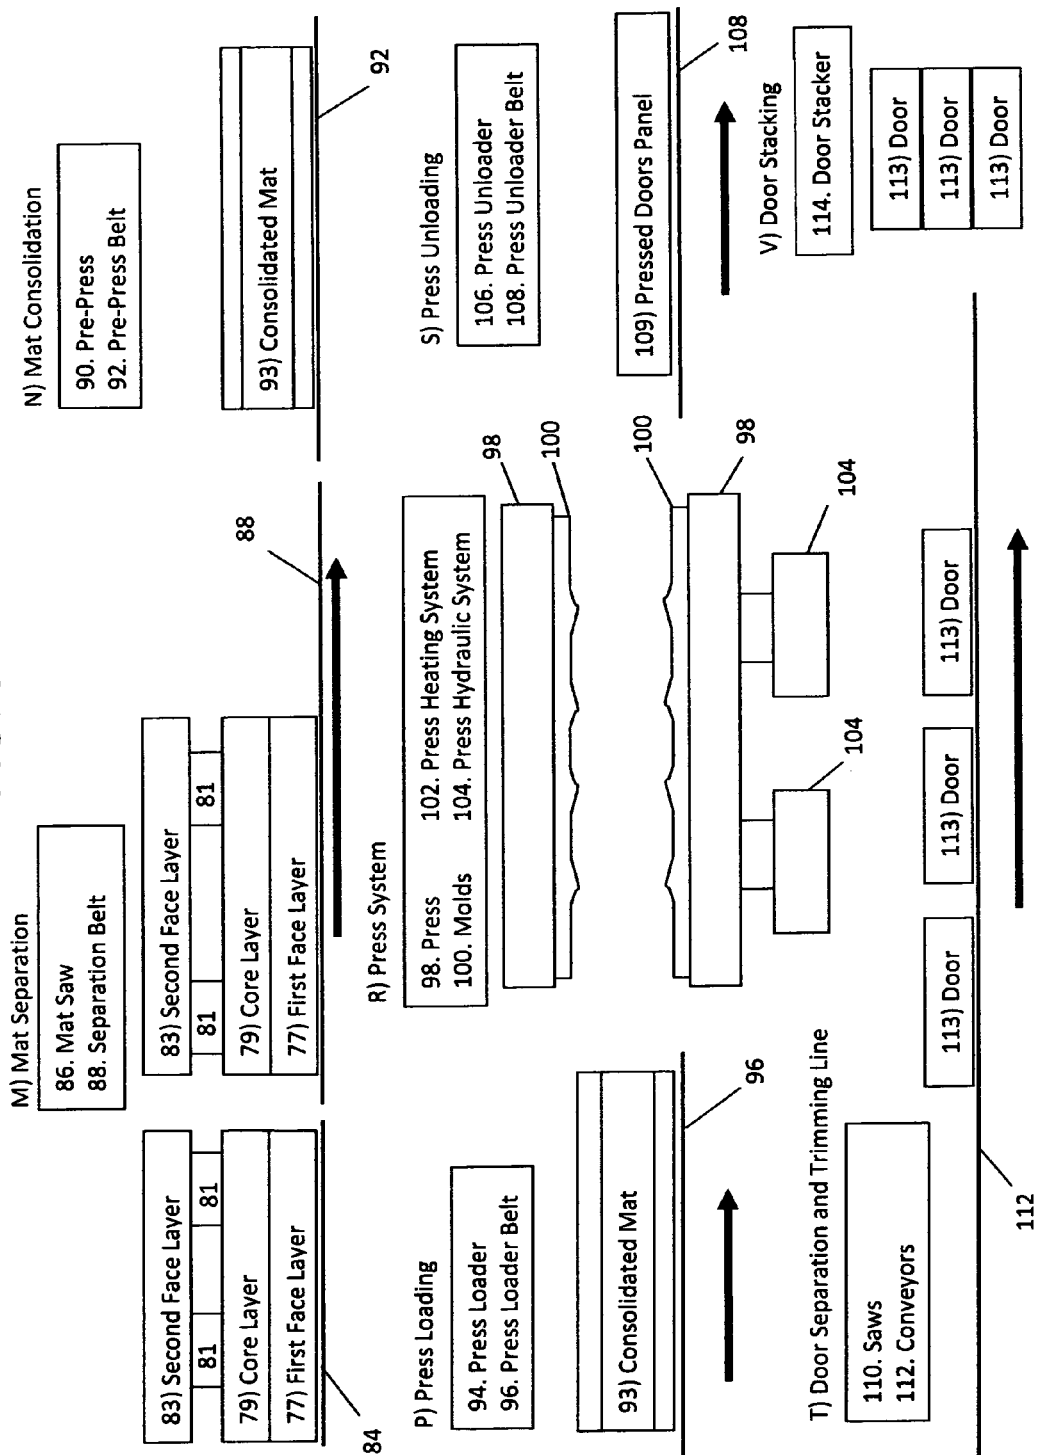 M) Mat Separation
86. Mat Saw
88. Separation Belt
83) Second Face Layer
81
81
79) Core Layer
77) First Face Layer
84
83) Second Face Layer
81
81
79) Core Layer
77) First Face Layer
88
N) Mat Consolidation
90. Pre-Press
92. Pre-Press Belt
93) Consolidated Mat
92
P) Press Loading
94. Press Loader
96. Press Loader Belt
93) Consolidated Mat
96
R) Press System
98. Press 102. Press Heating System
100. Molds 104. Press Hydraulic System
98
100
100
98
104
104
S) Press Unloading
106. Press Unloader
108. Press Unloader Belt
109) Pressed Doors Panel
108
T) Door Separation and Trimming Line
110. Saws
112. Conveyors
113) Door
113) Door
113) Door
112
V) Door Stacking
114. Door Stacker
113) Door
113) Door
113) Door